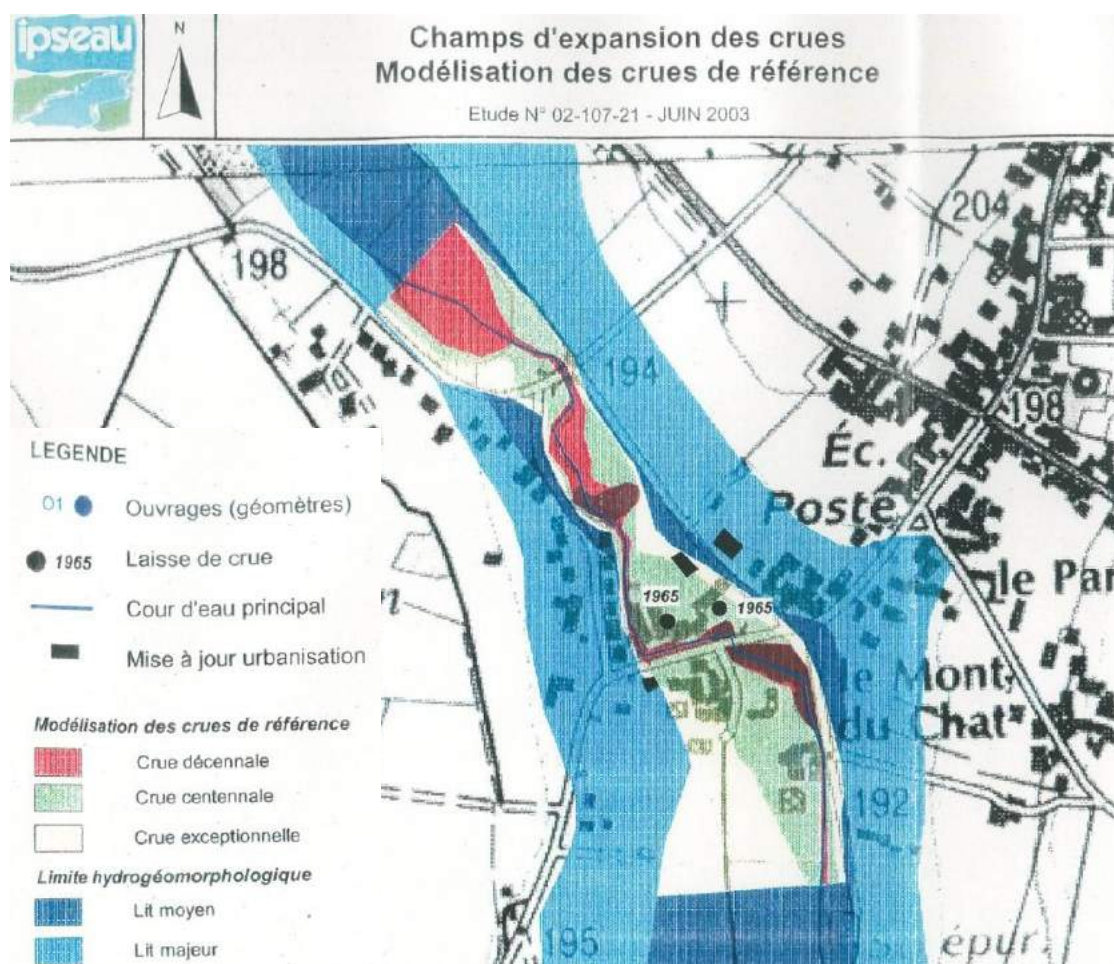 ipseau
N
Champs d'expansion des crues
Modélisation des crues de référence
Etude N° 02-107-21 - JUIN 2003
204
198
194
198
Éc.
Poste
LEGENDE
01 Ouvrages (géomètres)
1965 Laisse de crue
Cour d'eau principal
Mise à jour urbanisation
le Par
1965
1965
le Mont
du Chat
192
Modélisation des crues de référence
Crue décennale
Crue centennale
Crue exceptionnelle
Limite hydrogéomorphologique
Lit moyen
Lit majeur
195
épur.